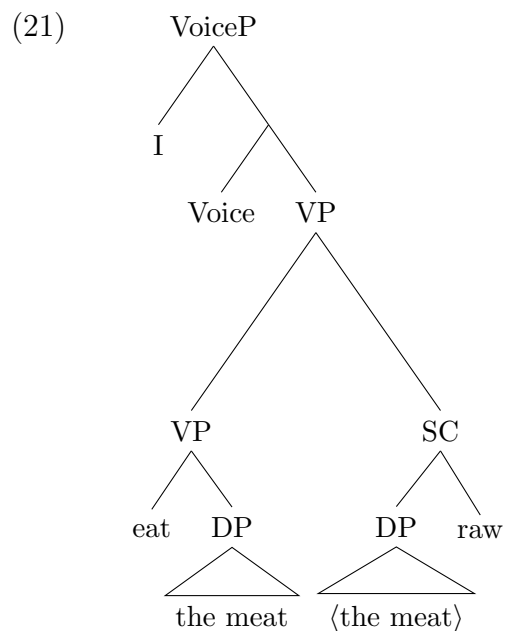 (21) VoiceP
I
Voice VP
VP SC
eat DP DP raw
the meat ⟨the meat⟩